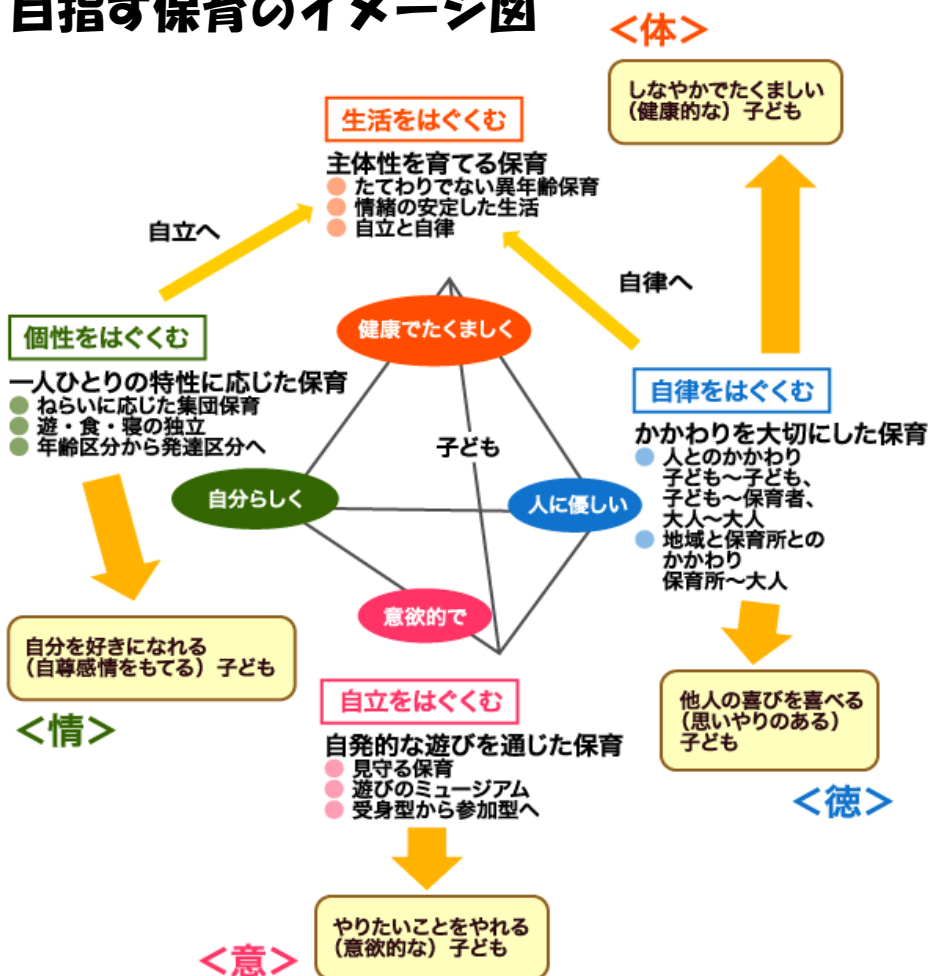 目指す保育のイメージ図
＜体＞
しなやかでたくましい
（健康的な）子ども
生活をはぐくむ
主体性を育てる保育
たてわりでない異年齢保育
情緒の安定した生活
自立と自律
自立へ
自律へ
健康でたくましく
個性をはぐくむ
一人ひとりの特性に応じた保育
ねらいに応じた集団保育
遊・食・寝の独立
年齢区分から発達区分へ
子ども
自分らしく
人に優しい
意欲的で
自律をはぐくむ
かかわりを大切にした保育
人とのかかわり
子ども～子ども、
子ども～保育者、
大人～大人
地域と保育所との
かかわり
保育所～大人
自分を好きになれる
（自尊感情をもてる）子ども
＜情＞
他人の喜びを喜べる
（思いやりのある）
子ども
＜徳＞
自立をはぐくむ
自発的な遊びを通じた保育
見守る保育
遊びのミュージアム
受身型から参加型へ
やりたいことをやれる
（意欲的な）子ども
＜意＞